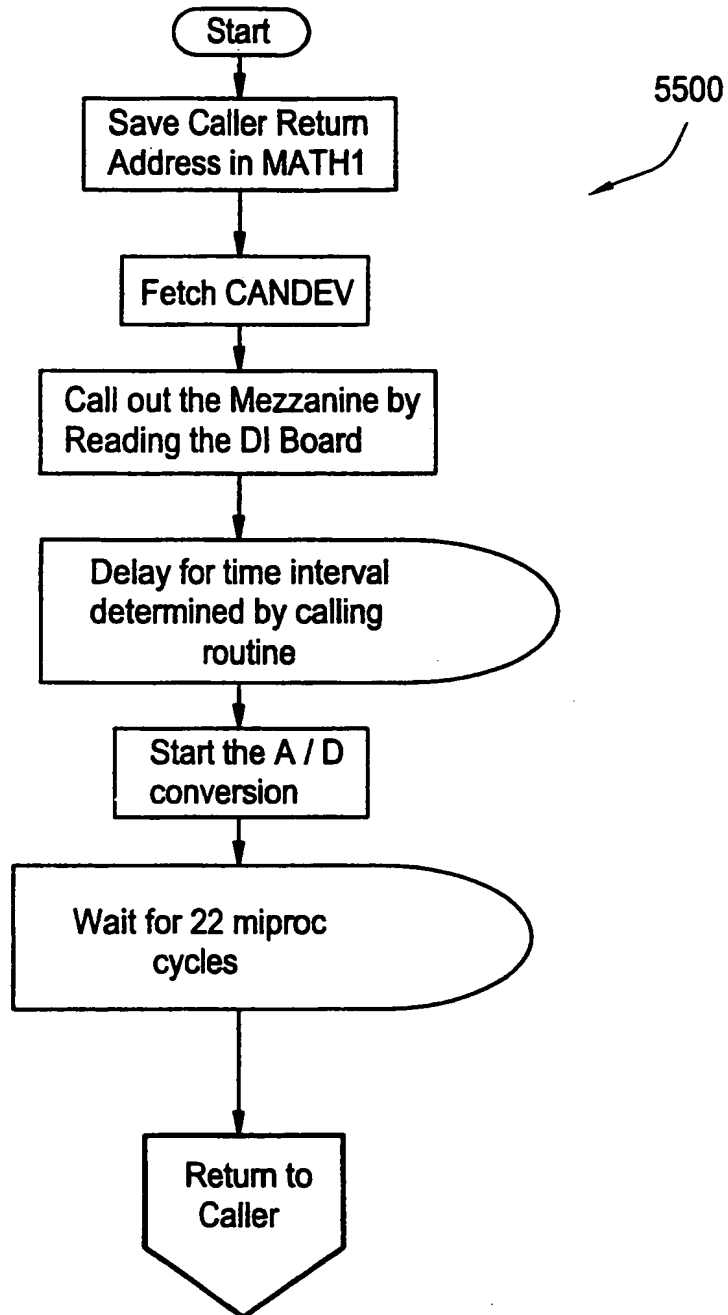 Start
5500
Save Caller Return
Address in MATH1
Fetch CANDEV
Call out the Mezzanine by
Reading the DI Board
Delay for time interval
determined by calling
routine
Start the A / D
conversion
Wait for 22 miproc
cycles
Return to
Caller